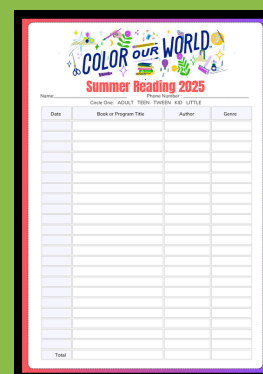 COLOR OUR WORLD
Summer Reading 2025
Name: Phone Number:
Circle One: ADULT TEEN TWEEN KID LITTLE
Date Book or Program Title Author Genre
Total